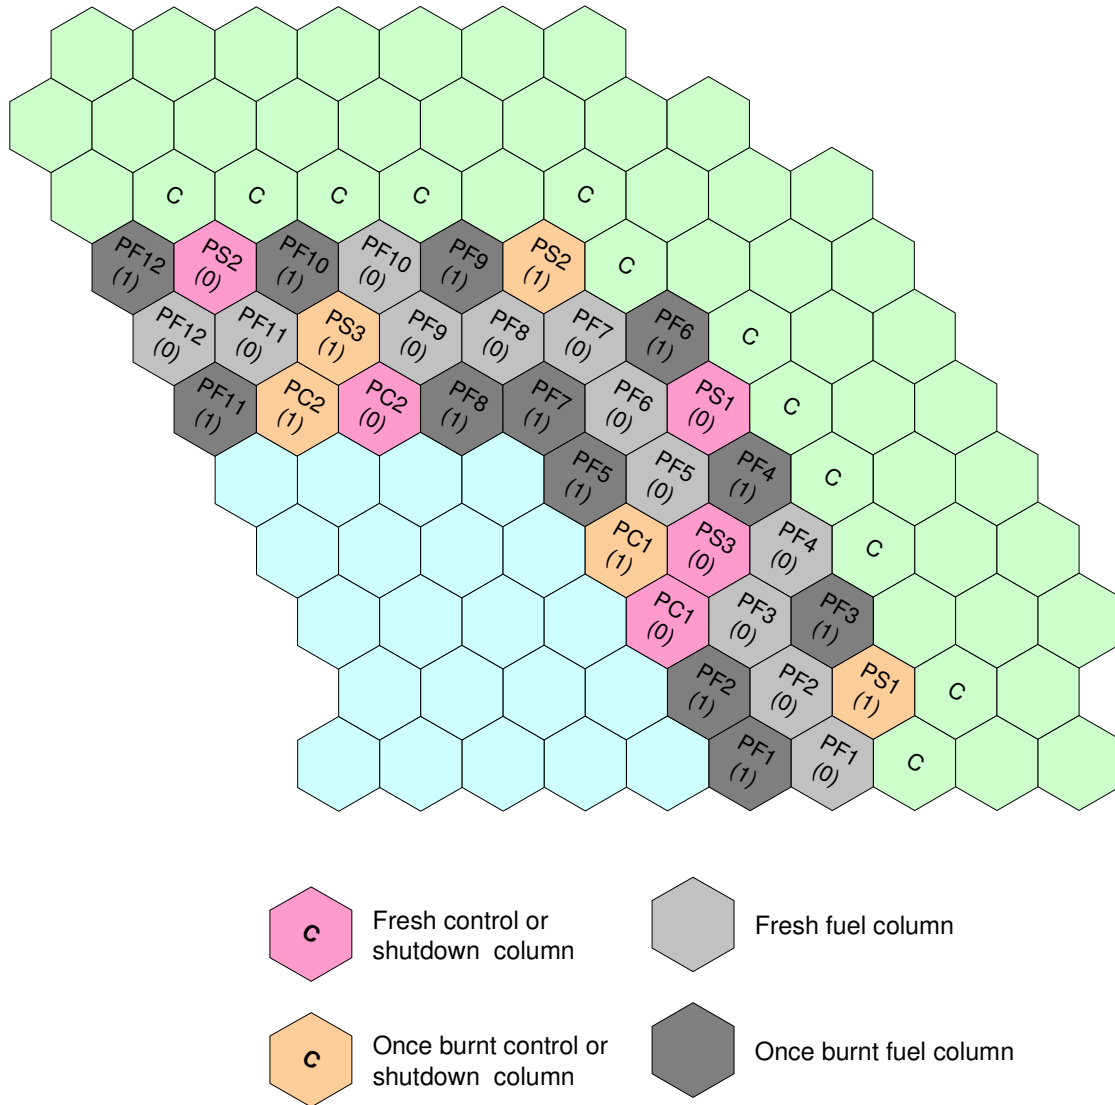 C C C C C
PF12 PS2 PF10 PF10 PF9 PS2 C
(1) (0) (1) (0) (1) (1)
PF12 PF11 PS3 PF9 PF8 PF7 PF6 C
(0) (0) (1) (0) (0) (0) (1)
PF11 PC2 PC2 PF8 PF7 PF6 PS1 C
(1) (1) (0) (1) (1) (0) (0)
PF5 PF5 PF4 C
(1) (0) (1)
PC1 PS3 PF4 C
(1) (0) (0)
PC1 PF3 PF3
(0) (0) (1)
PF2 PF2 PS1 C
(1) (0) (1)
PF1 PF1 C
(1) (0)
C
Fresh control or
shutdown column
Fresh fuel column
C
Once burnt control or
shutdown column
Once burnt fuel column